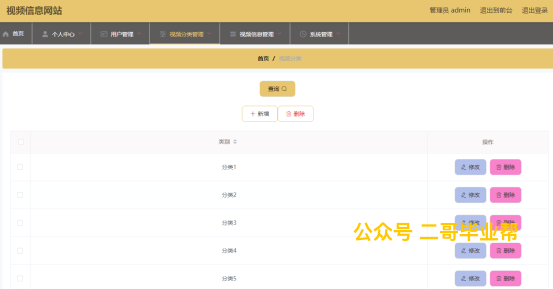 视频信息网站
管理员 admin 退出到前台 退出登录
首页 个人中心 用户管理 视频分类管理 视频信息管理 系统管理
首页 / 视频分类
查询
+ 新增 删除
类别 操作
分类1 修改 删除
分类2 修改 删除
分类3 修改 删除
公众号 二哥毕业帮
分类4 修改 删除
分类5 修改 删除